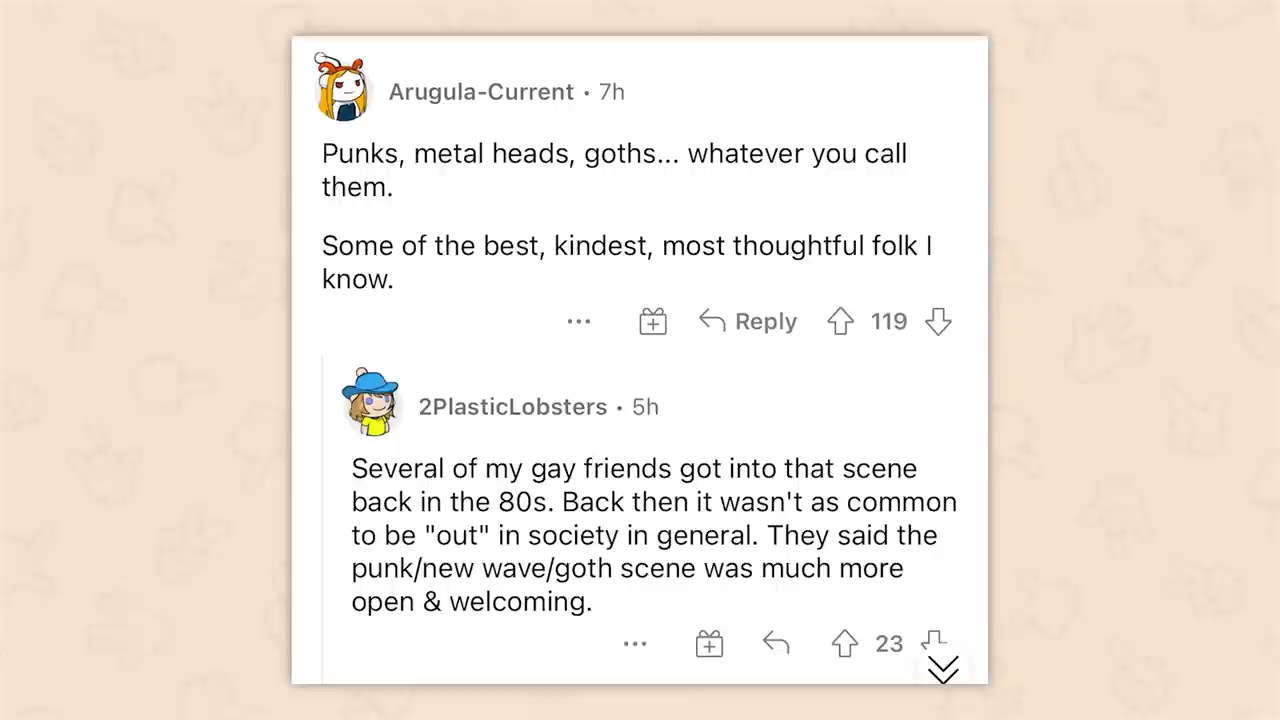 Arugula-Current • 7h
Punks, metal heads, goths... whatever you call
them.
Some of the best, kindest, most thoughtful folk I
know.
... Reply 119
2PlasticLobsters • 5h
Several of my gay friends got into that scene
back in the 80s. Back then it wasn't as common
to be "out" in society in general. They said the
punk/new wave/goth scene was much more
open & welcoming.
... 23